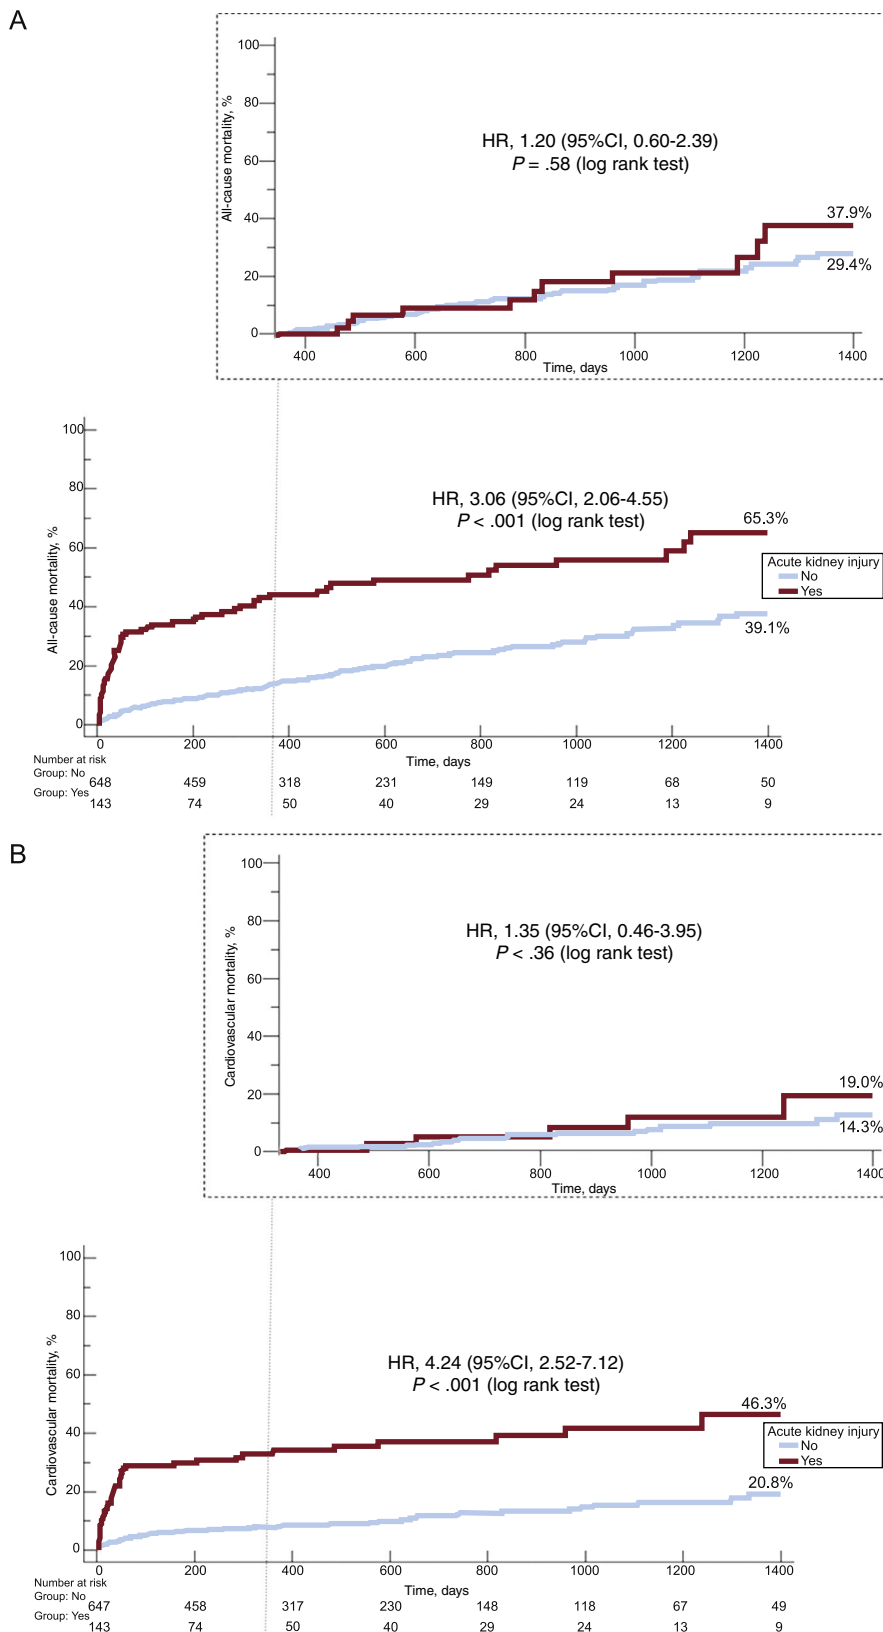 A
100
80
60
40
20
0
All-cause mortality, %
HR, 1.20 (95%CI, 0.60-2.39)
P = .58 (log rank test)
37.9%
29.4%
400 600 800 1000 1200 1400
Time, days
100
80
60
40
20
0
All-cause mortality, %
HR, 3.06 (95%CI, 2.06-4.55)
P < .001 (log rank test)
65.3%
39.1%
Acute kidney injury
No
Yes
0 200 400 600 800 1000 1200 1400
Time, days
Number at risk
Group: No
648 459 318 231 149 119 68 50
Group: Yes
143 74 50 40 29 24 13 9
B
100
80
60
40
20
0
Cardiovascular mortality, %
HR, 1.35 (95%CI, 0.46-3.95)
P < .36 (log rank test)
19.0%
14.3%
400 600 800 1000 1200 1400
Time, days
100
80
60
40
20
0
Cardiovascular mortality, %
HR, 4.24 (95%CI, 2.52-7.12)
P < .001 (log rank test)
46.3%
20.8%
Acute kidney injury
No
Yes
0 200 400 600 800 1000 1200 1400
Time, days
Number at risk
Group: No
647 458 317 230 148 118 67 49
Group: Yes
143 74 50 40 29 24 13 9